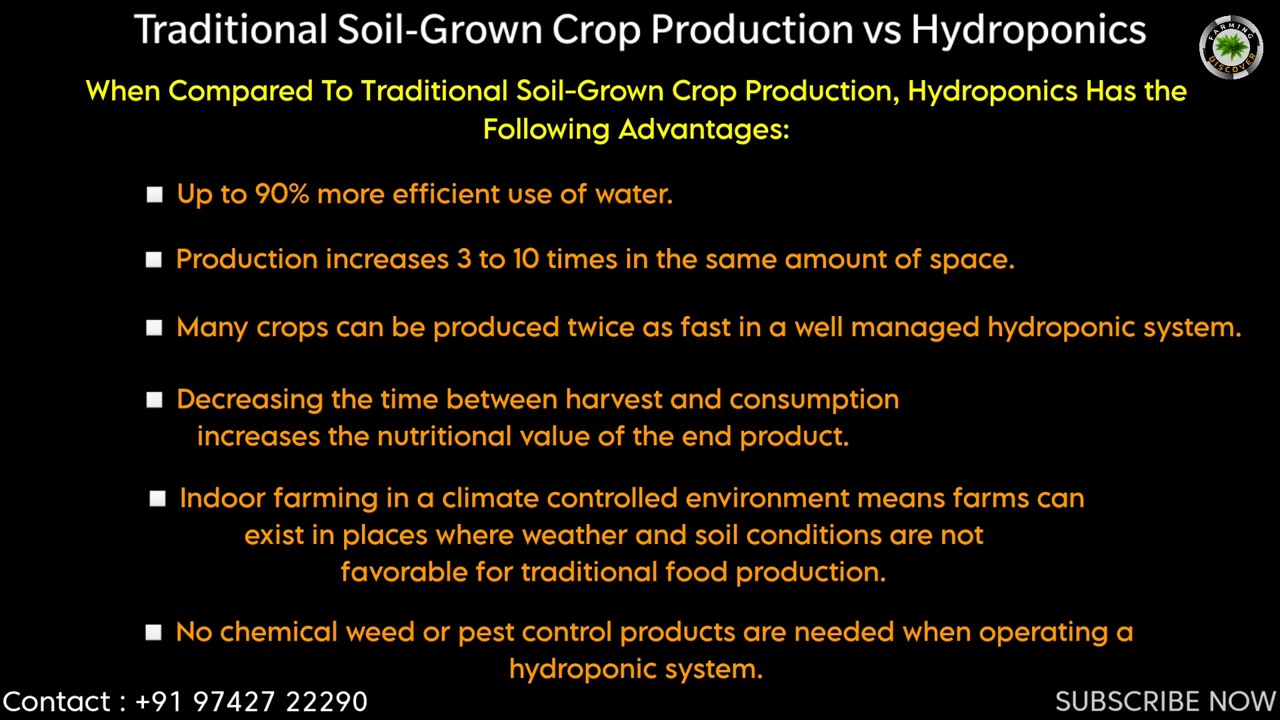 Traditional Soil-Grown Crop Production vs Hydroponics
FARMING
DISCOVER
When Compared To Traditional Soil-Grown Crop Production, Hydroponics Has the
Following Advantages:
Up to 90% more efficient use of water.
Production increases 3 to 10 times in the same amount of space.
Many crops can be produced twice as fast in a well managed hydroponic system.
Decreasing the time between harvest and consumption
increases the nutritional value of the end product.
Indoor farming in a climate controlled environment means farms can
exist in places where weather and soil conditions are not
favorable for traditional food production.
No chemical weed or pest control products are needed when operating a
hydroponic system.
Contact : +91 97427 22290
SUBSCRIBE NOW